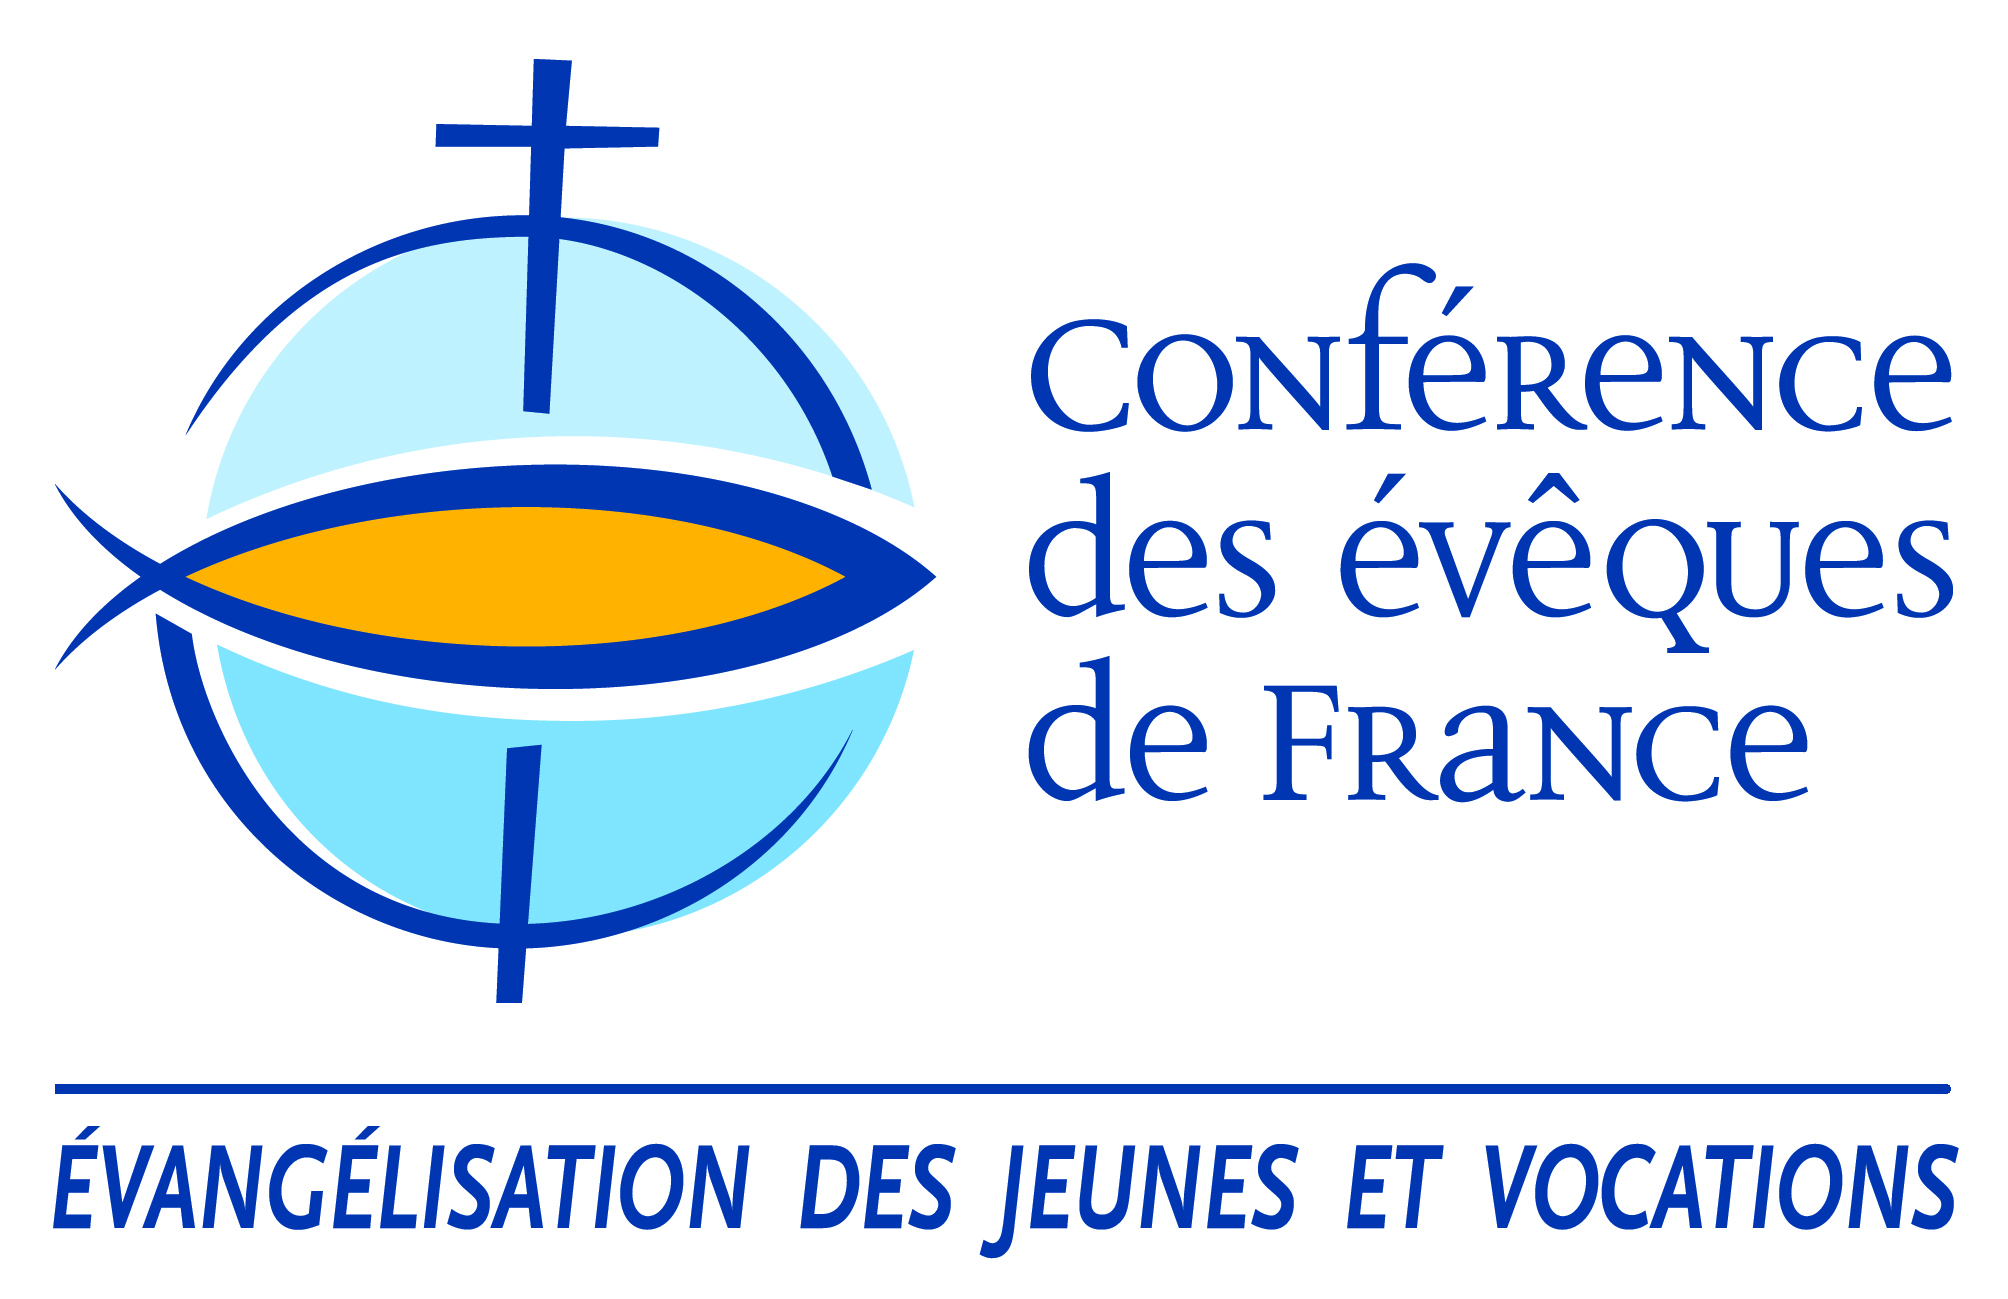 Conférence
des évêques
de France
ÉVANGÉLISATION DES JEUNES ET VOCATIONS